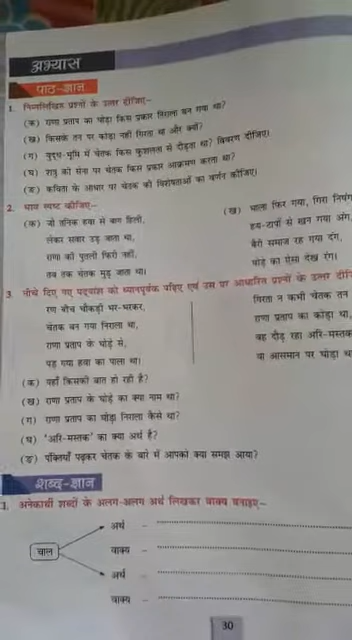 अभ्यास
पाठ-ज्ञान
1. निम्नलिखित प्रश्नों के उत्तर दीजिए–
(क) राणा प्रताप का घोड़ा किस प्रकार निराला बन गया था?
(ख) किसके तन पर कोड़ा नहीं गिरता था और क्यों?
(ग) युद्ध-भूमि में चेतक किस कुशलता से दौड़ता था? विवरण दीजिए।
(घ) शत्रु की सेना पर चेतक किस प्रकार आक्रमण करता था?
(ङ) कविता के आधार पर चेतक की विशेषताओं का वर्णन कीजिए।
2. भाव स्पष्ट कीजिए–
(क) जो तनिक हवा से बाग हिली,
लेकर सवार उड़ जाता था,
राणा की पुतली फिरी नहीं,
तब तक चेतक मुड़ जाता था।
(ख) भाला गिर गया, गिरा निषंग
हय-टापों से खन गया अंग,
बैरी समाज रह गया दंग,
घोड़े का ऐसा देख रंग।
3. नीचे दिए गए पद्यांश को ध्यानपूर्वक पढ़िए एवं उस पर आधारित प्रश्नों के उत्तर
रण बीच चौकड़ी भर-भरकर,
चेतक बन गया निराला था,
राणा प्रताप के घोड़े से,
पड़ गया हवा का पाला था।
गिरता न कभी चेतक तन
राणा प्रताप का कोड़ा था,
वह दौड़ रहा अरि-मस्तक
या आसमान पर घोड़ा
(क) यहाँ किसकी बात हो रही है?
(ख) राणा प्रताप के घोड़े का क्या नाम था?
(ग) राणा प्रताप का घोड़ा निराला कैसे था?
(घ) 'अरि-मस्तक' का क्या अर्थ है?
(ङ) पंक्तियाँ पढ़कर चेतक के बारे में आपको क्या समझ आया?
शब्द-ज्ञान
1. अनेकार्थी शब्दों के अलग-अलग अर्थ लिखकर वाक्य बनाइए–
चाल
अर्थ –
वाक्य –
अर्थ –
वाक्य –
30